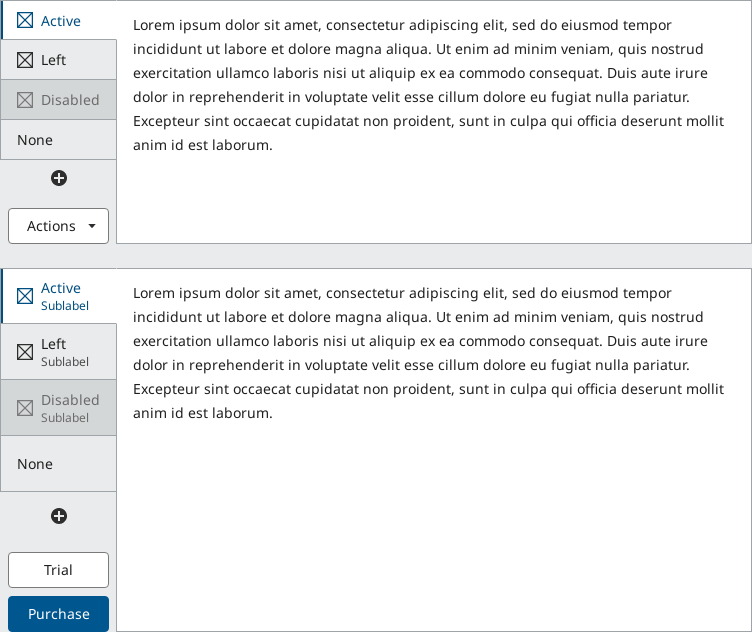 Active
Left
Disabled
None
Actions
Lorem ipsum dolor sit amet, consectetur adipiscing elit, sed do eiusmod tempor
incididunt ut labore et dolore magna aliqua. Ut enim ad minim veniam, quis nostrud
exercitation ullamco laboris nisi ut aliquip ex ea commodo consequat. Duis aute irure
dolor in reprehenderit in voluptate velit esse cillum dolore eu fugiat nulla pariatur.
Excepteur sint occaecat cupidatat non proident, sunt in culpa qui officia deserunt mollit
anim id est laborum.
Active
Sublabel
Left
Sublabel
Disabled
Sublabel
None
Trial
Purchase
Lorem ipsum dolor sit amet, consectetur adipiscing elit, sed do eiusmod tempor
incididunt ut labore et dolore magna aliqua. Ut enim ad minim veniam, quis nostrud
exercitation ullamco laboris nisi ut aliquip ex ea commodo consequat. Duis aute irure
dolor in reprehenderit in voluptate velit esse cillum dolore eu fugiat nulla pariatur.
Excepteur sint occaecat cupidatat non proident, sunt in culpa qui officia deserunt mollit
anim id est laborum.